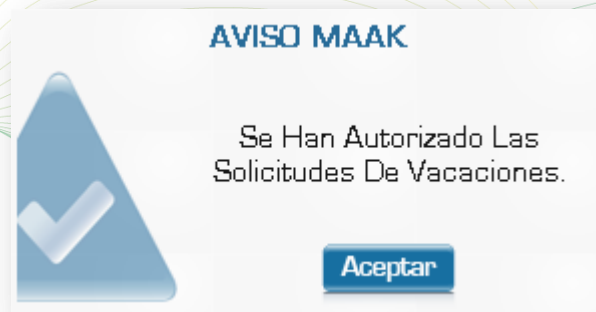 AVISO MAAK
Se Han Autorizado Las
Solicitudes De Vacaciones.
Aceptar